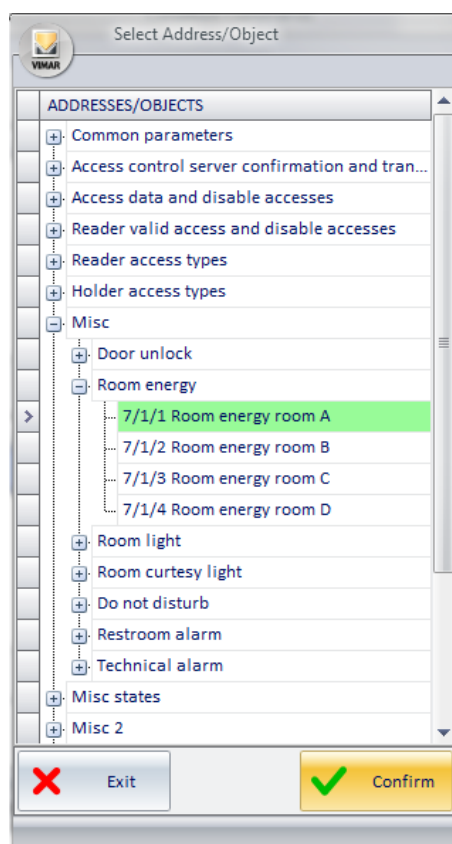 Select Address/Object
VIMAR
ADDRESSES/OBJECTS
Common parameters
Access control server confirmation and tran...
Access data and disable accesses
Reader valid access and disable accesses
Reader access types
Holder access types
Misc
Door unlock
Room energy
7/1/1 Room energy room A
7/1/2 Room energy room B
7/1/3 Room energy room C
7/1/4 Room energy room D
Room light
Room curtesy light
Do not disturb
Restroom alarm
Technical alarm
Misc states
Misc 2
Exit
Confirm